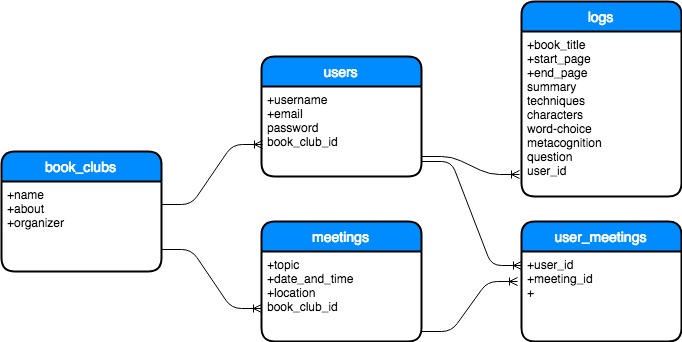 book_clubs
+name
+about
+organizer
users
+username
+email
password
book_club_id
meetings
+topic
+date_and_time
+location
book_club_id
logs
+book_title
+start_page
+end_page
summary
techniques
characters
word-choice
metacognition
question
user_id
user_meetings
+user_id
+meeting_id
+